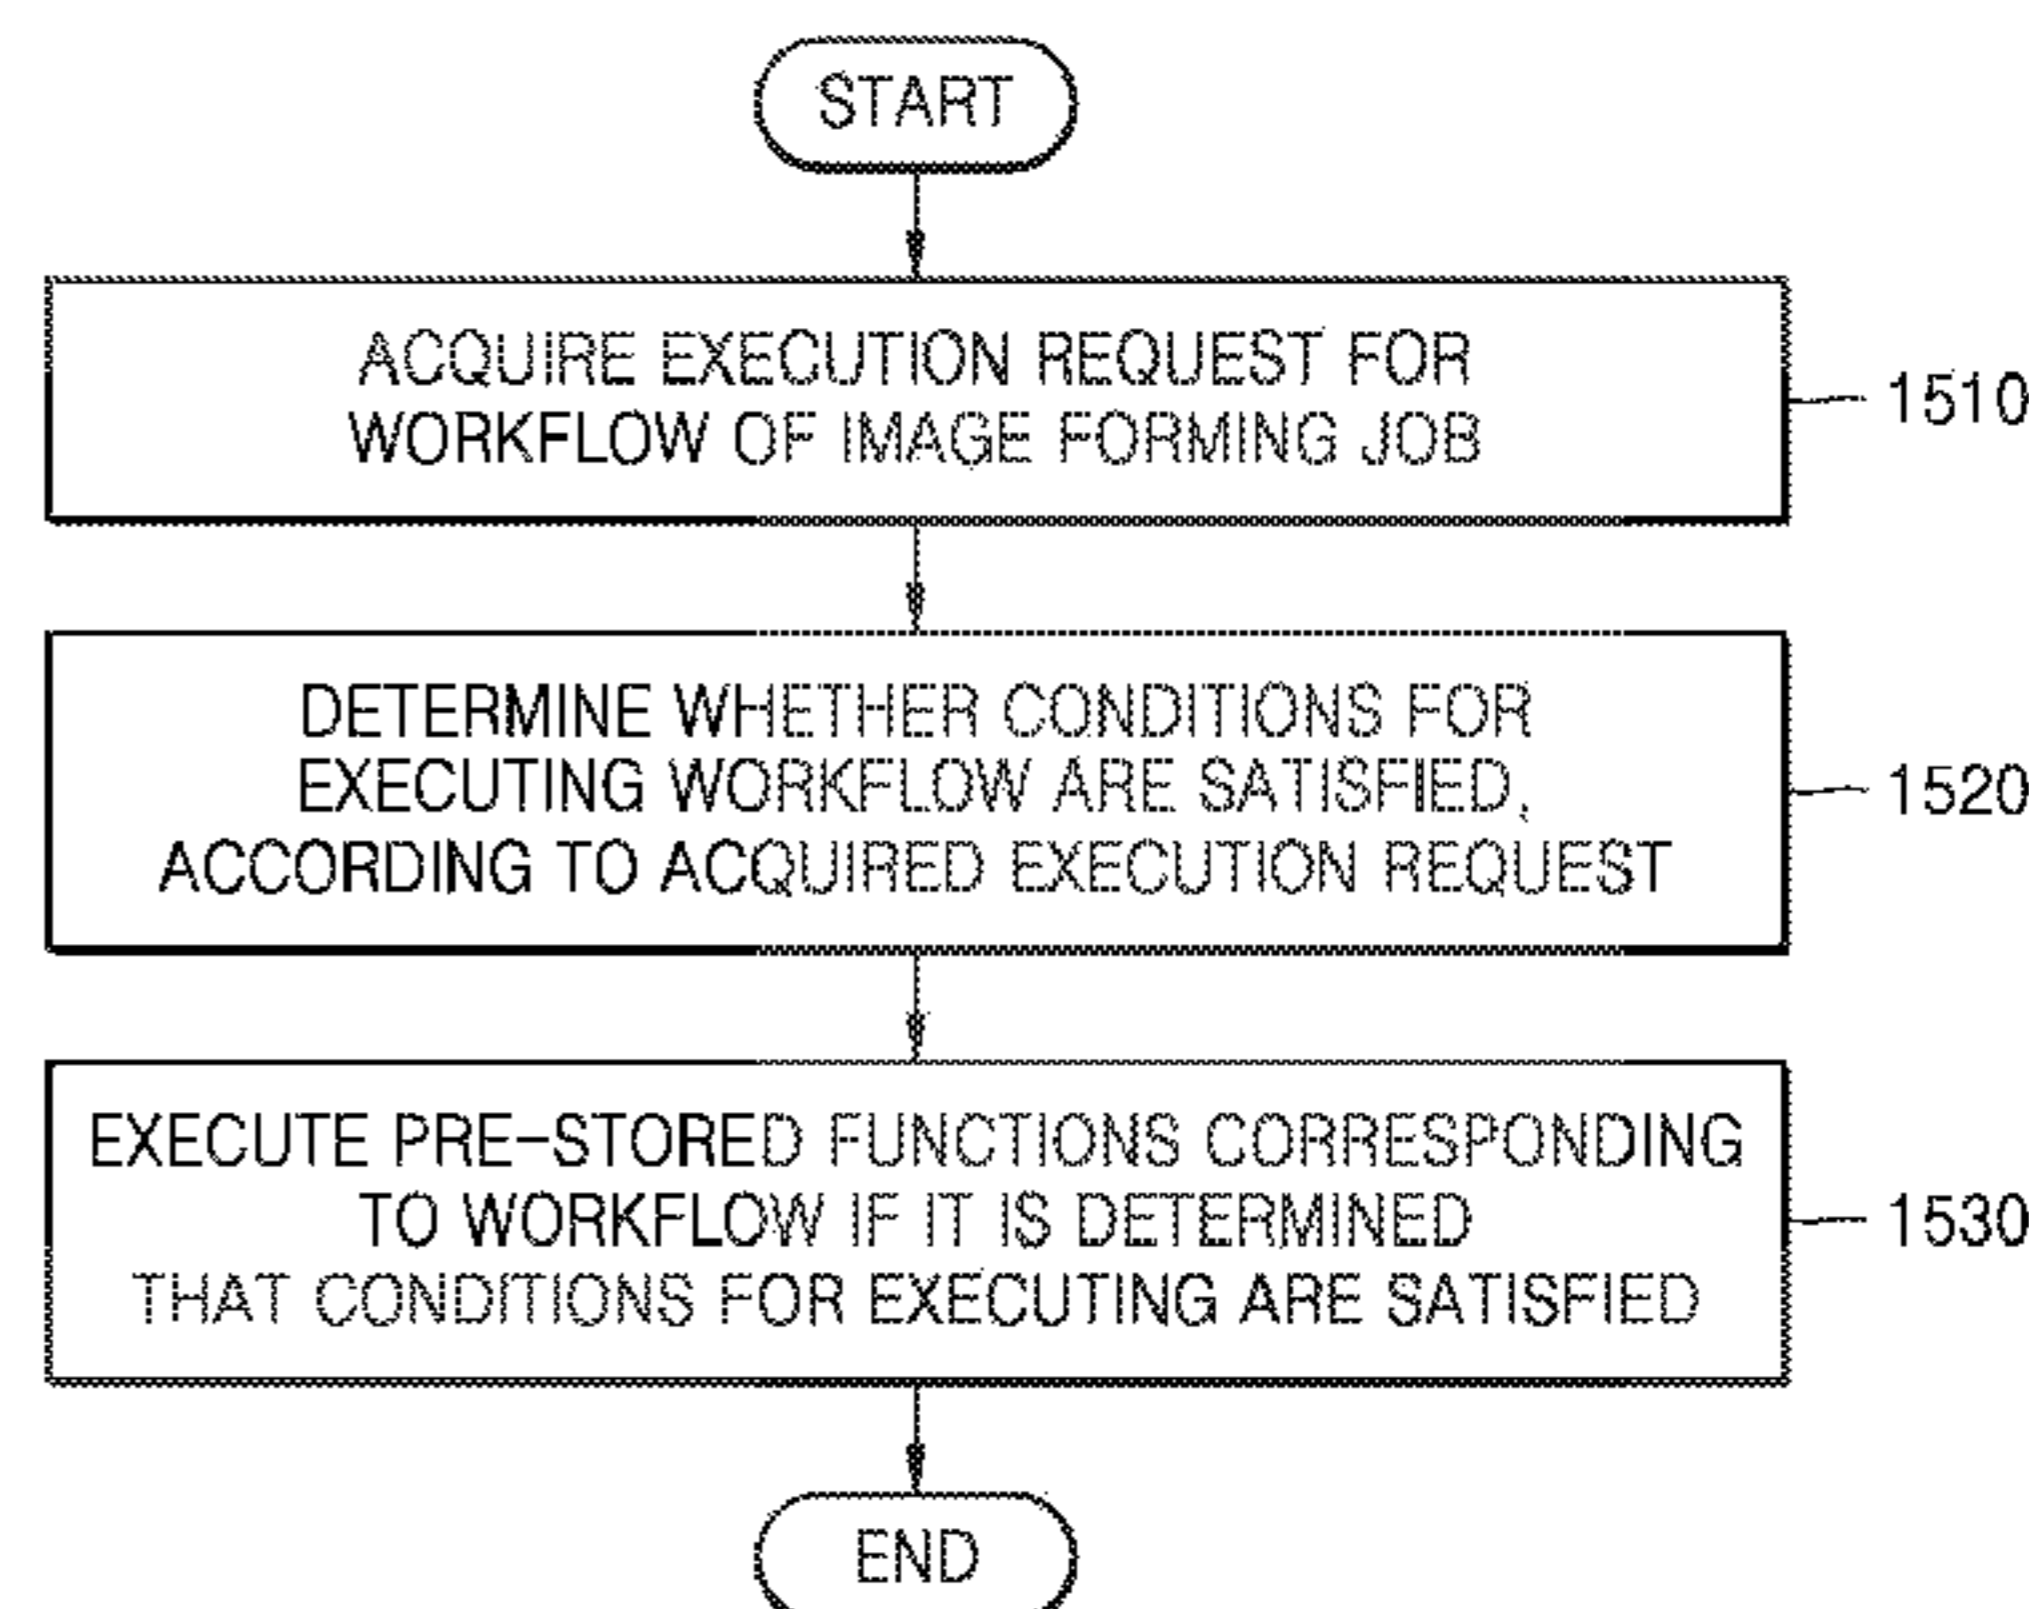 START
ACQUIRE EXECUTION REQUEST FOR
WORKFLOW OF IMAGE FORMING JOB
1510
DETERMINE WHETHER CONDITIONS FOR
EXECUTING WORKFLOW ARE SATISFIED,
ACCORDING TO ACQUIRED EXECUTION REQUEST
1520
EXECUTE PRE-STORED FUNCTIONS CORRESPONDING
TO WORKFLOW IF IT IS DETERMINED
THAT CONDITIONS FOR EXECUTING ARE SATISFIED
1530
END